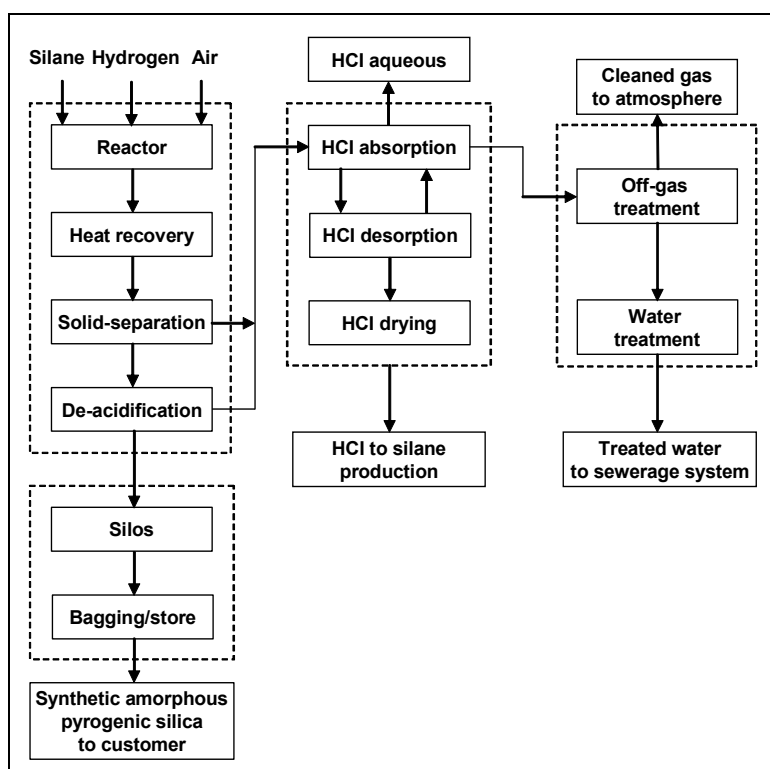 Silane Hydrogen Air
Reactor
Heat recovery
Solid-separation
De-acidification
Silos
Bagging/store
Synthetic amorphous
pyrogenic silica
to customer
HCl aqueous
HCl absorption
HCl desorption
HCl drying
HCl to silane
production
Cleaned gas
to atmosphere
Off-gas
treatment
Water
treatment
Treated water
to sewerage system